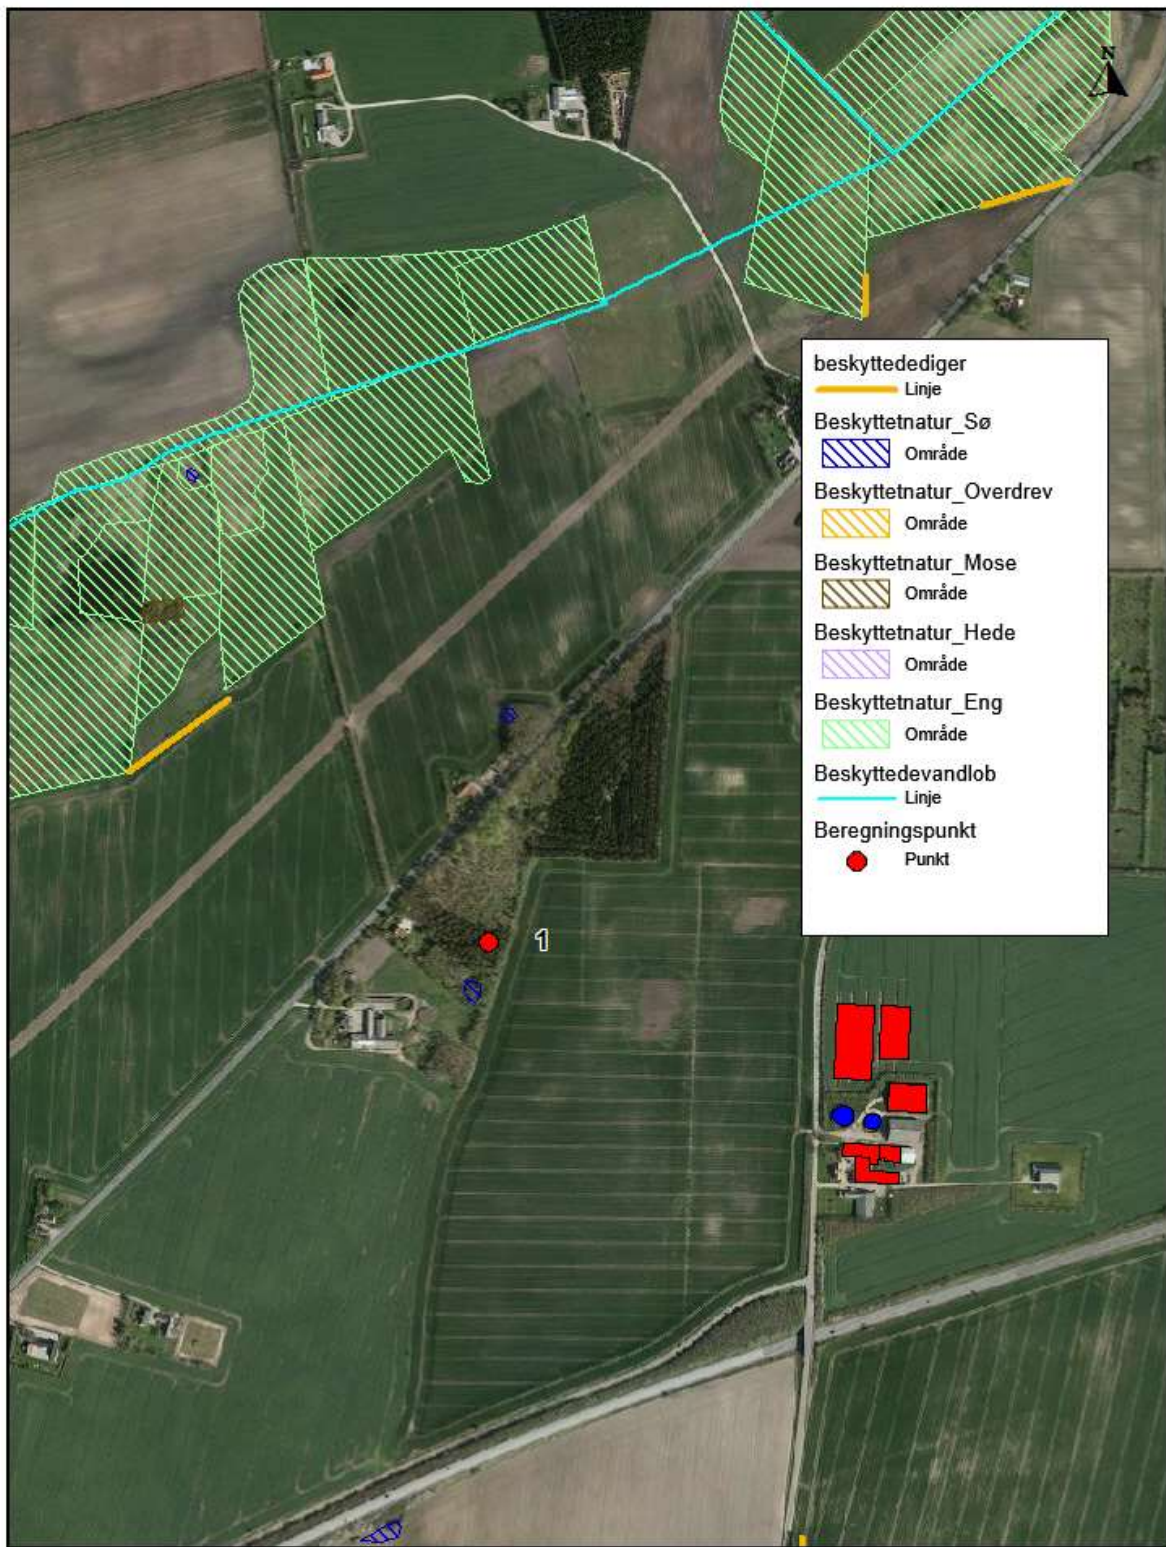 N
beskyttedediger
Linje
Beskyttetnatur_Sø
Område
Beskyttetnatur_Overdrev
Område
Beskyttetnatur_Mose
Område
Beskyttetnatur_Hede
Område
Beskyttetnatur_Eng
Område
Beskyttedevandlob
Linje
Beregningspunkt
Punkt
1